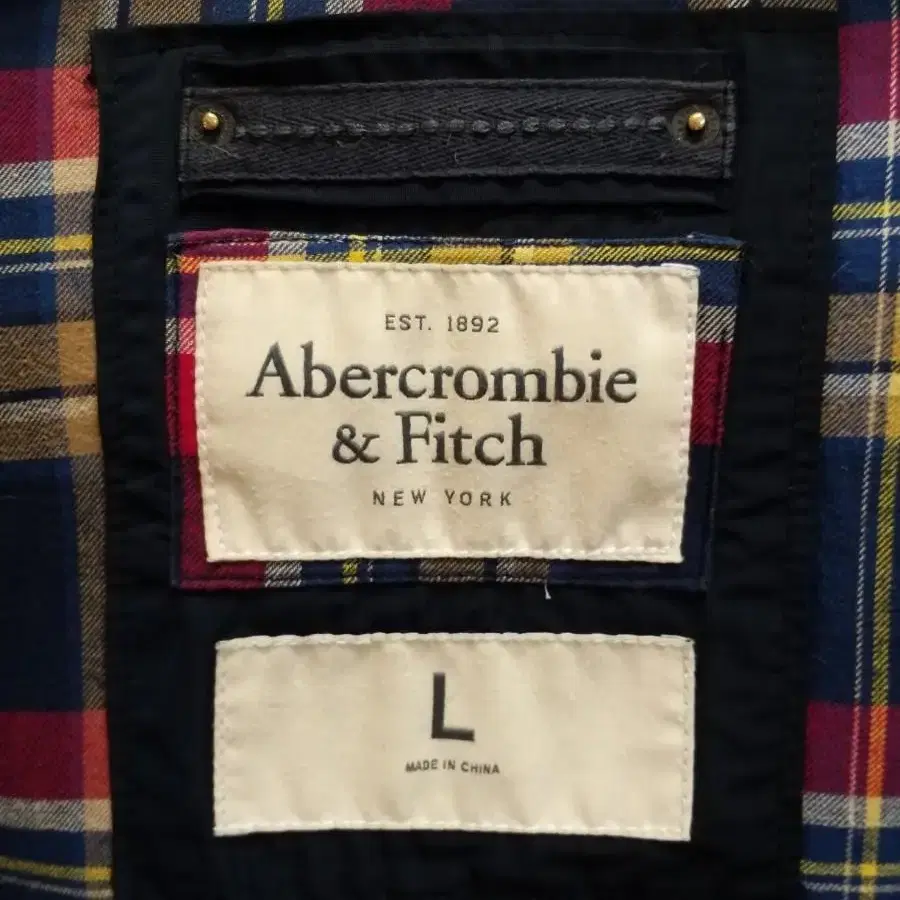 EST. 1892
Abercrombie
& Fitch
NEW YORK
L
MADE IN CHINA